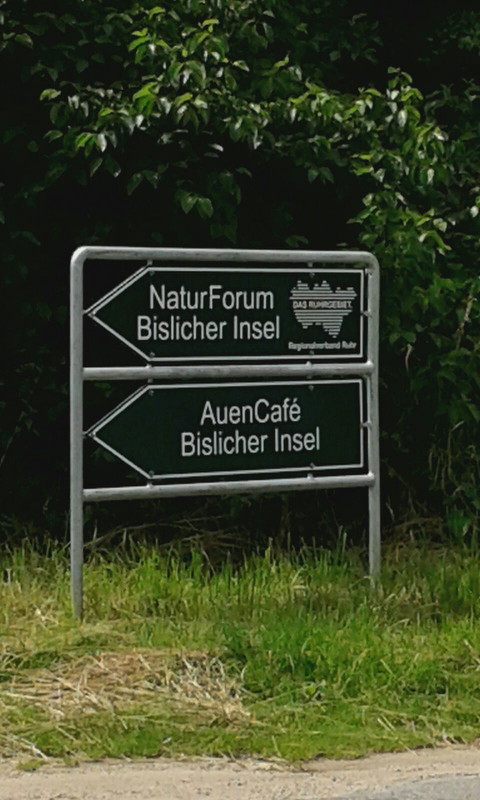 NaturForum
Bislicher Insel
DAS RUHRGEBIET
Regionalverband Ruhr
AuenCafé
Bislicher Insel